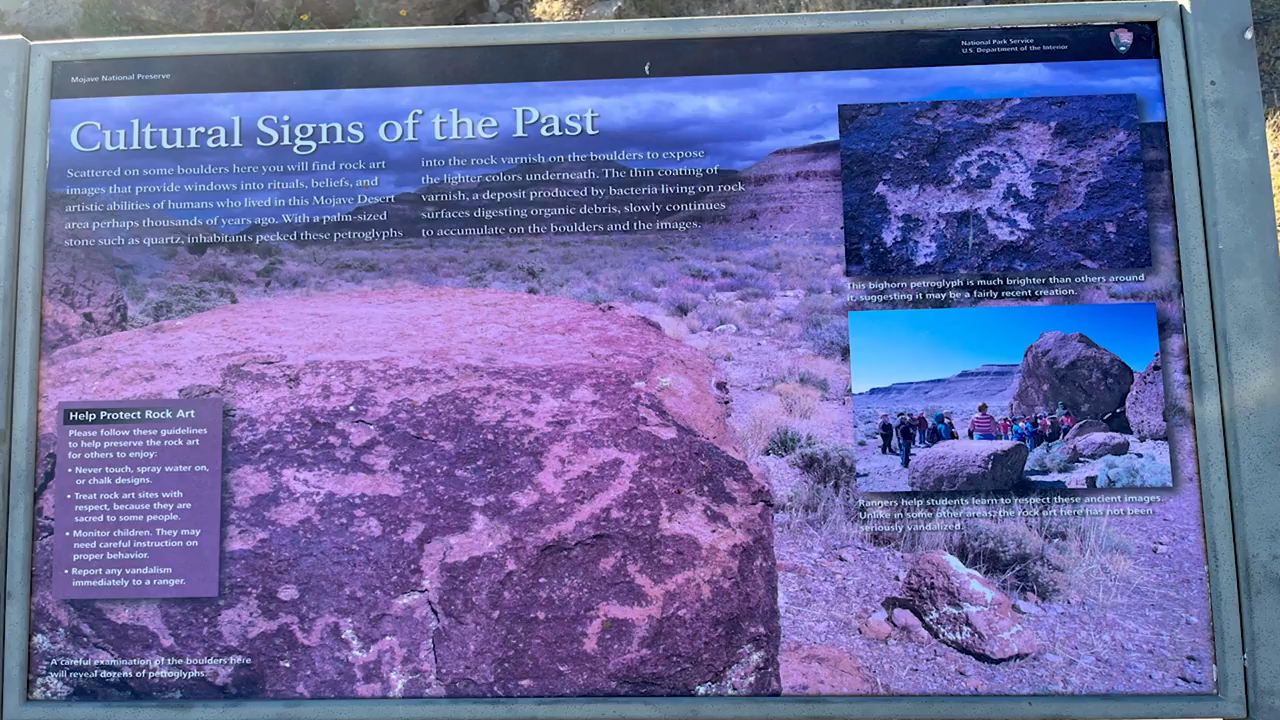 Mojave National Preserve
National Park Service
U.S. Department of the Interior
Cultural Signs of the Past
Scattered on some boulders here you will find rock art
images that provide windows into rituals, beliefs, and
artistic abilities of humans who lived in this Mojave Desert
area perhaps thousands of years ago. With a palm-sized
stone such as quartz, inhabitants pecked these petroglyphs
into the rock varnish on the boulders to expose
the lighter colors underneath. The thin coating of
varnish, a deposit produced by bacteria living on rock
surfaces digesting organic debris, slowly continues
to accumulate on the boulders and the images.
This bighorn petroglyph is much brighter than others around
it, suggesting it may be a fairly recent creation.
Rangers help students learn to respect these ancient images.
Unlike in some other areas, the rock art here has not been
seriously vandalized.
Help Protect Rock Art
Please follow these guidelines
to help preserve the rock art
for others to enjoy:
• Never touch, spray water on,
or chalk designs.
• Treat rock art sites with
respect, because they are
sacred to some people.
• Monitor children. They may
need careful instruction on
proper behavior.
• Report any vandalism
immediately to a ranger.
A careful examination of the boulders here
will reveal dozens of petroglyphs.